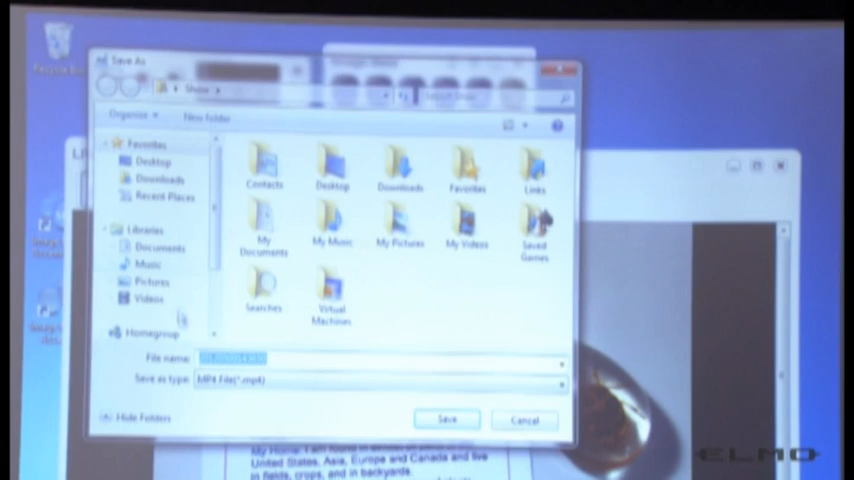 Save As
Show
Organize
New folder
Favorites
Desktop
Downloads
Recent Places
Libraries
Documents
Music
Pictures
Videos
Homegroup
Contacts
Desktop
Downloads
Favorites
Links
My Documents
My Music
My Pictures
My Videos
Saved Games
Searches
Virtual Machines
File name:
Save as type: MP4 File(*.mp4)
Hide Folders
Save
Cancel
United States, Asia, Europe and Canada and live
in fields, crops, and in backyards.
ELMO